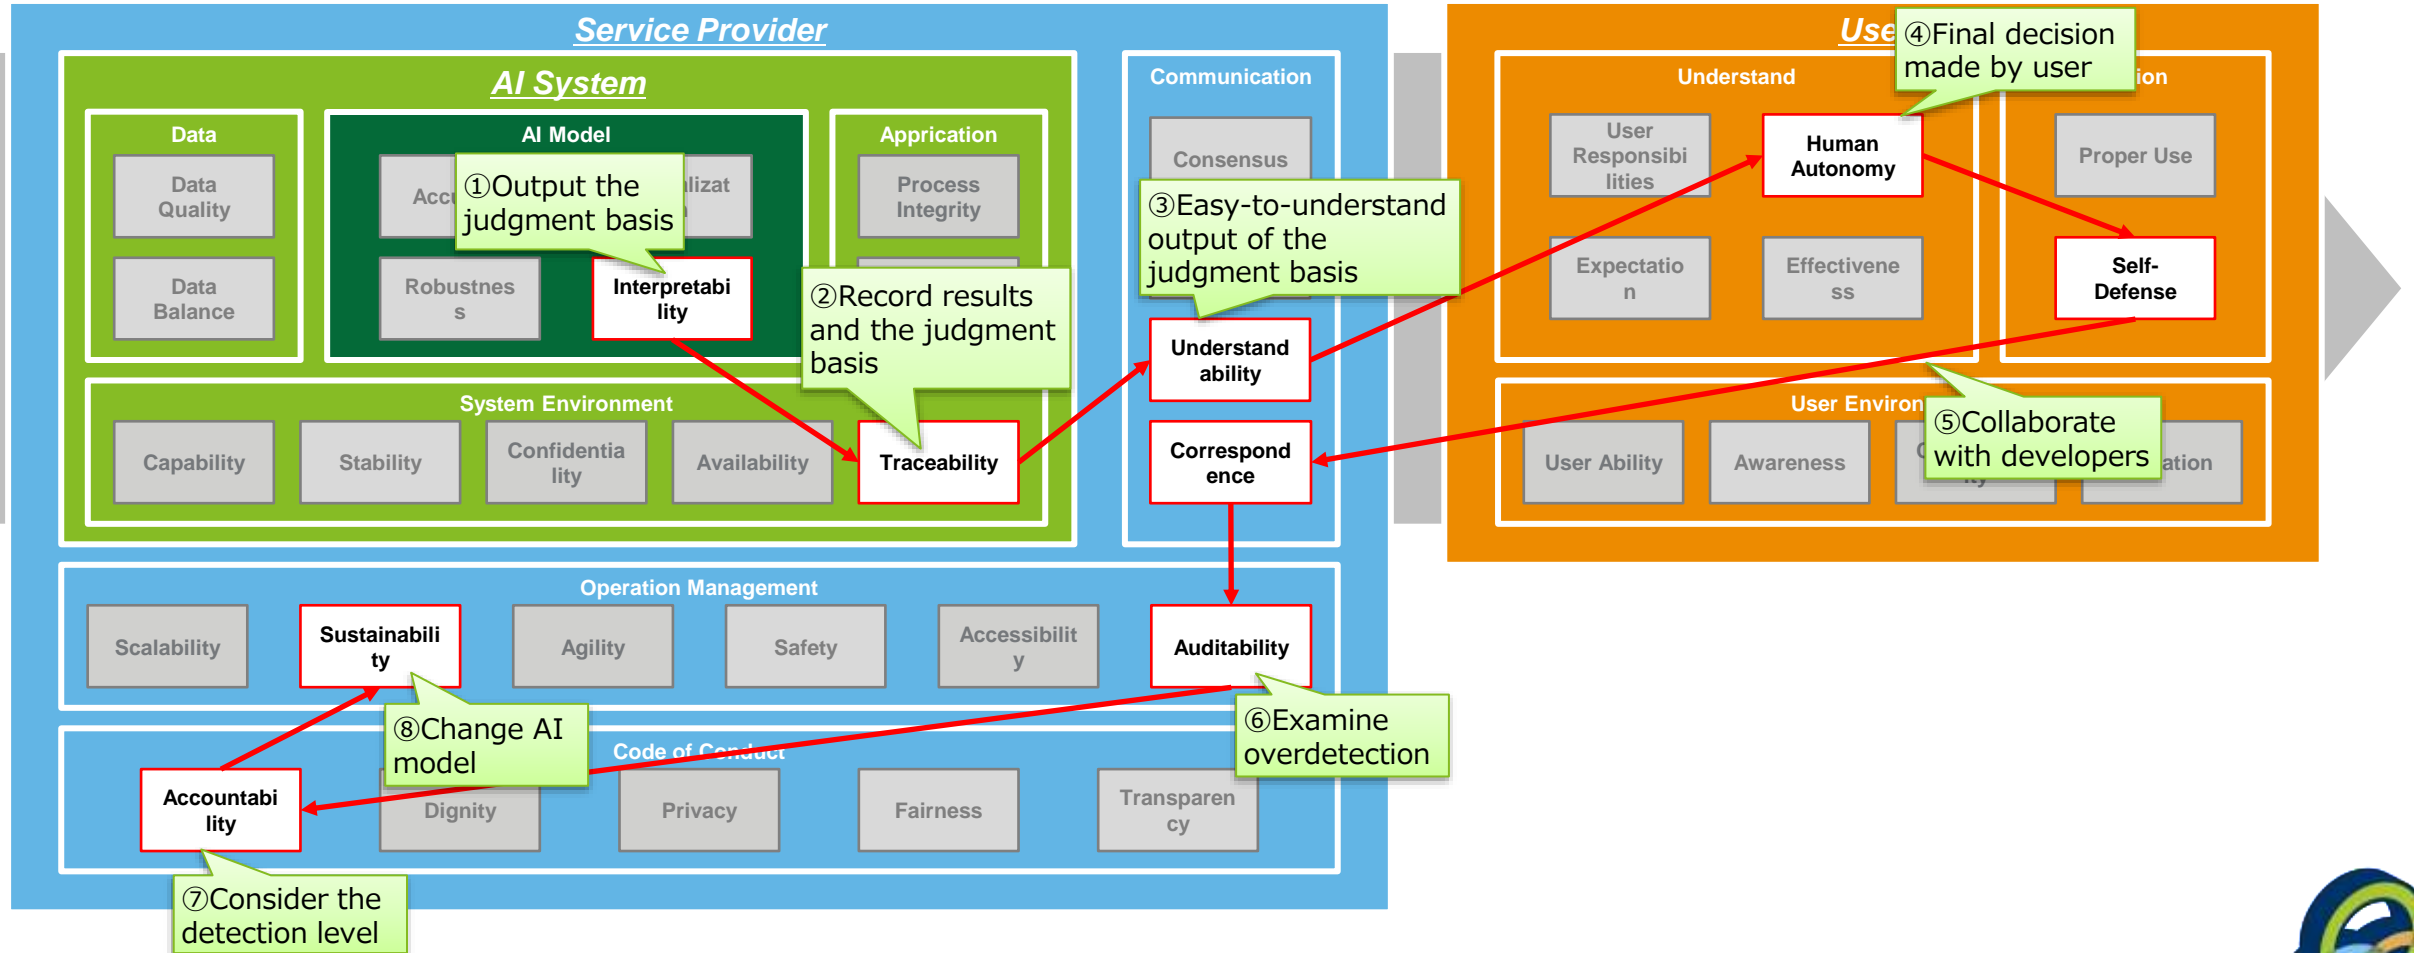 Service Provider
AI System
Data
Data
Quality
Data
Balance
AI Model
①Output the
judgment basis
Robustnes
s
Interpretabi
lity
Apprication
Process
Integrity
②Record results
and the judgment
basis
System Environment
Capability
Stability
Confidentia
lity
Availability
Traceability
Communication
Consensus
③Easy-to-understand
output of the
judgment basis
Understand
ability
Correspond
ence
Operation Management
Scalability
Sustainabili
ty
Agility
Safety
Accessibilit
y
Auditability
⑧Change AI
model
⑥Examine
overdetection
Code of Conduct
Accountabi
lity
Dignity
Privacy
Fairness
Transparen
cy
⑦Consider the
detection level
④Final decision
made by user
Understand
User
Responsibi
lities
Human
Autonomy
Expectatio
n
Effectivene
ss
Proper Use
Self-
Defense
User Environ
User Ability
Awareness
⑤Collaborate
with developers